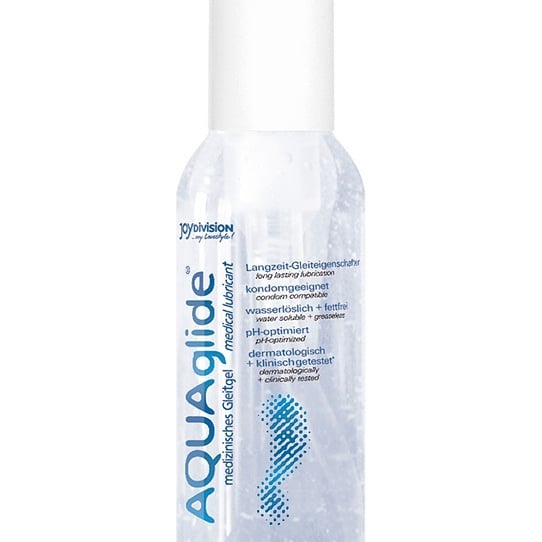 JOYDIVISION
...my lovestyle!
AQUAglide®
medizinisches Gleitgel
medical lubricant
Langzeit-Gleiteigenschaften
long lasting lubrication
kondomgeeignet
condom compatible
wasserlöslich + fettfrei
water soluble + greaseless
pH-optimiert
pH-optimized
dermatologisch
+ klinisch getestet*
dermatologically
+ clinically tested